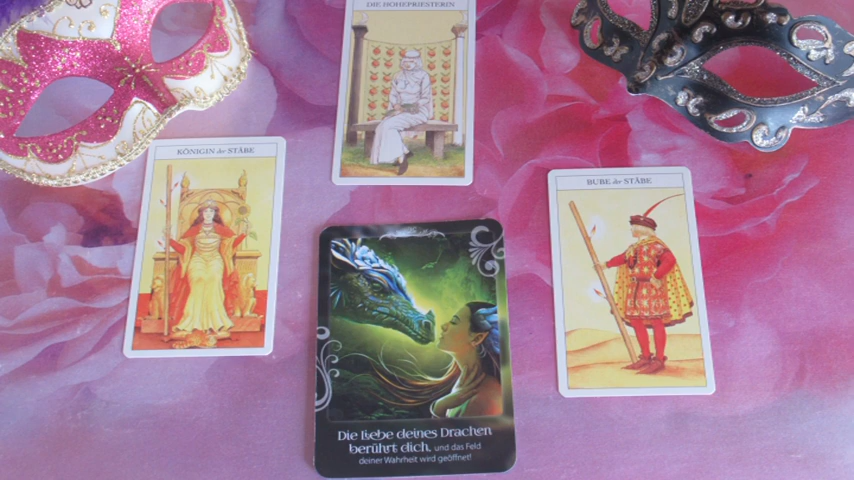 DIE HOHEPRIESTERIN
KÖNIGIN der STÄBE
BUBE der STÄBE
Die Liebe deines Drachen
berührt dich, und das Feld
deiner Wahrheit wird geöffnet!